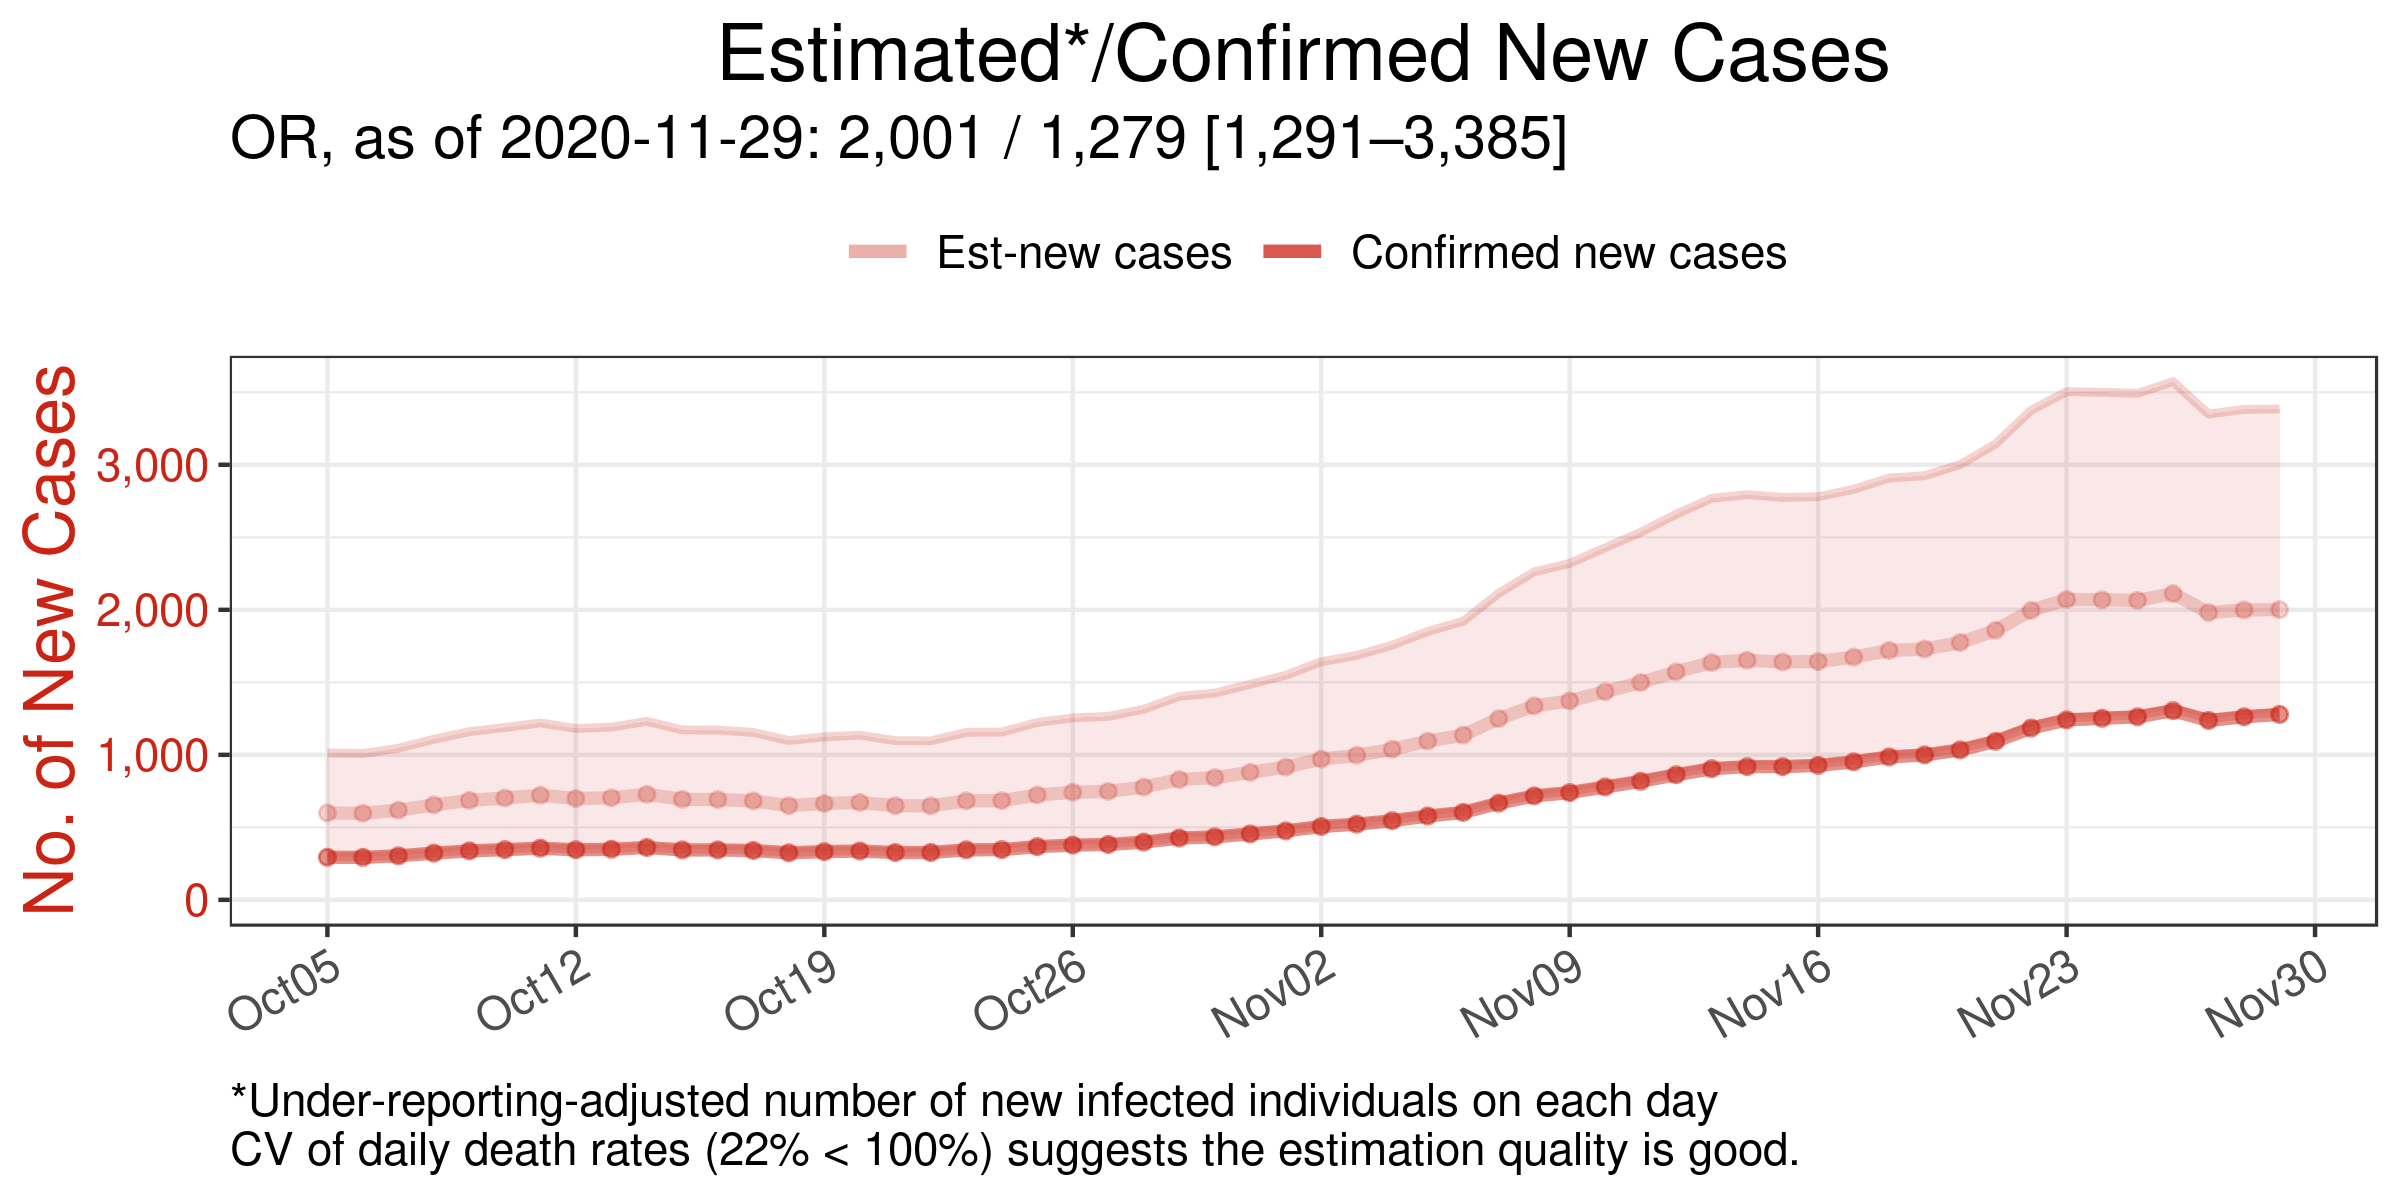 Estimated*/Confirmed New Cases
OR, as of 2020-11-29: 2,001 / 1,279 [1,291–3,385]
Est-new cases Confirmed new cases
No. of New Cases
3,000
2,000
1,000
0
Oct05 Oct12 Oct19 Oct26 Nov02 Nov09 Nov16 Nov23 Nov30
*Under-reporting-adjusted number of new infected individuals on each day
CV of daily death rates (22% < 100%) suggests the estimation quality is good.